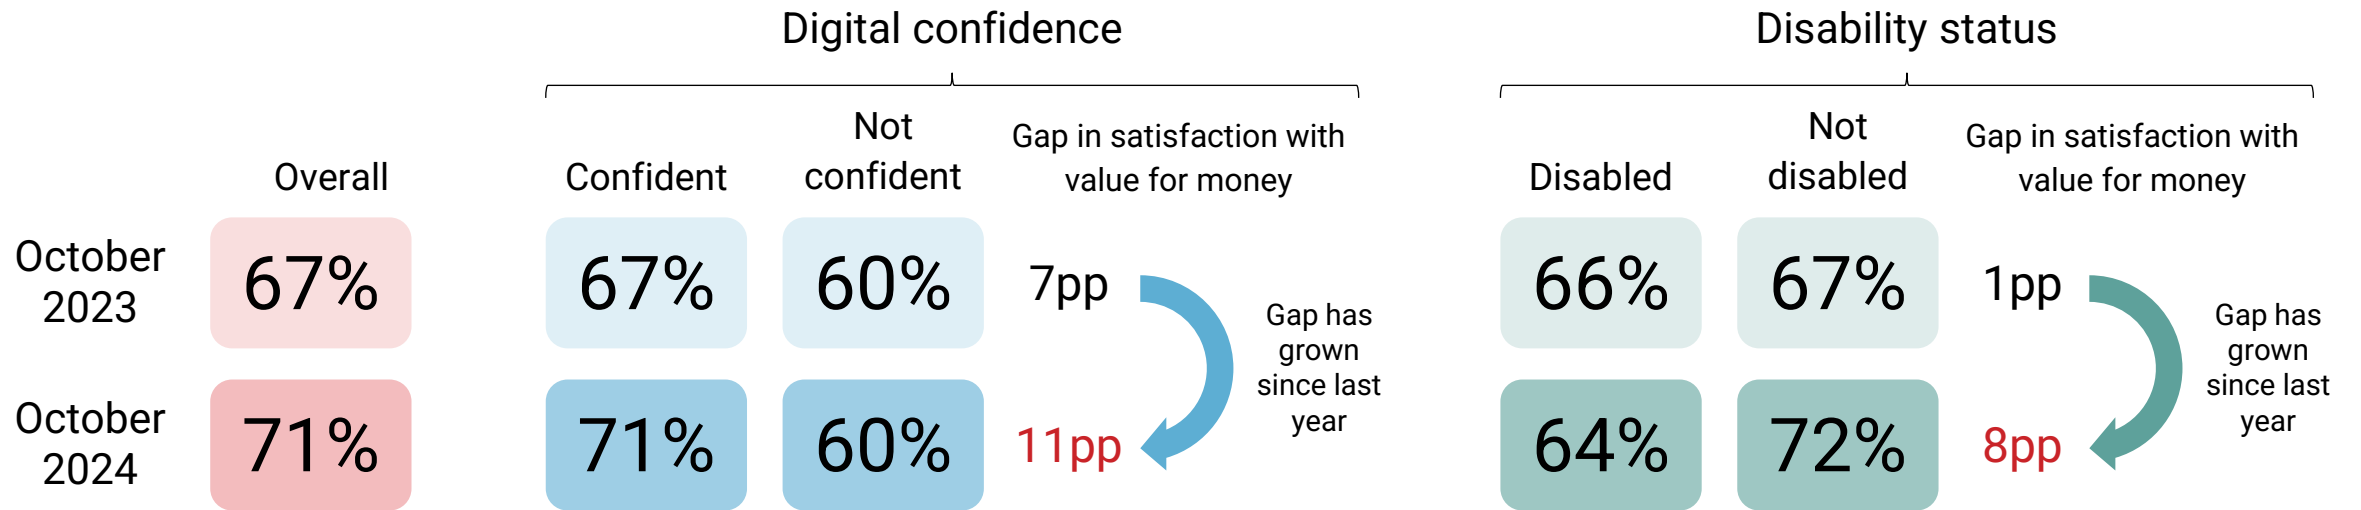 Digital confidence
Disability status
Overall
Confident
Not
confident
Gap in satisfaction with
value for money
Disabled
Not
disabled
Gap in satisfaction with
value for money
October
2023
67%
67%
60%
7pp
66%
67%
1pp
Gap has
grown
since last
year
Gap has
grown
since last
year
October
2024
71%
71%
60%
11pp
64%
72%
8pp